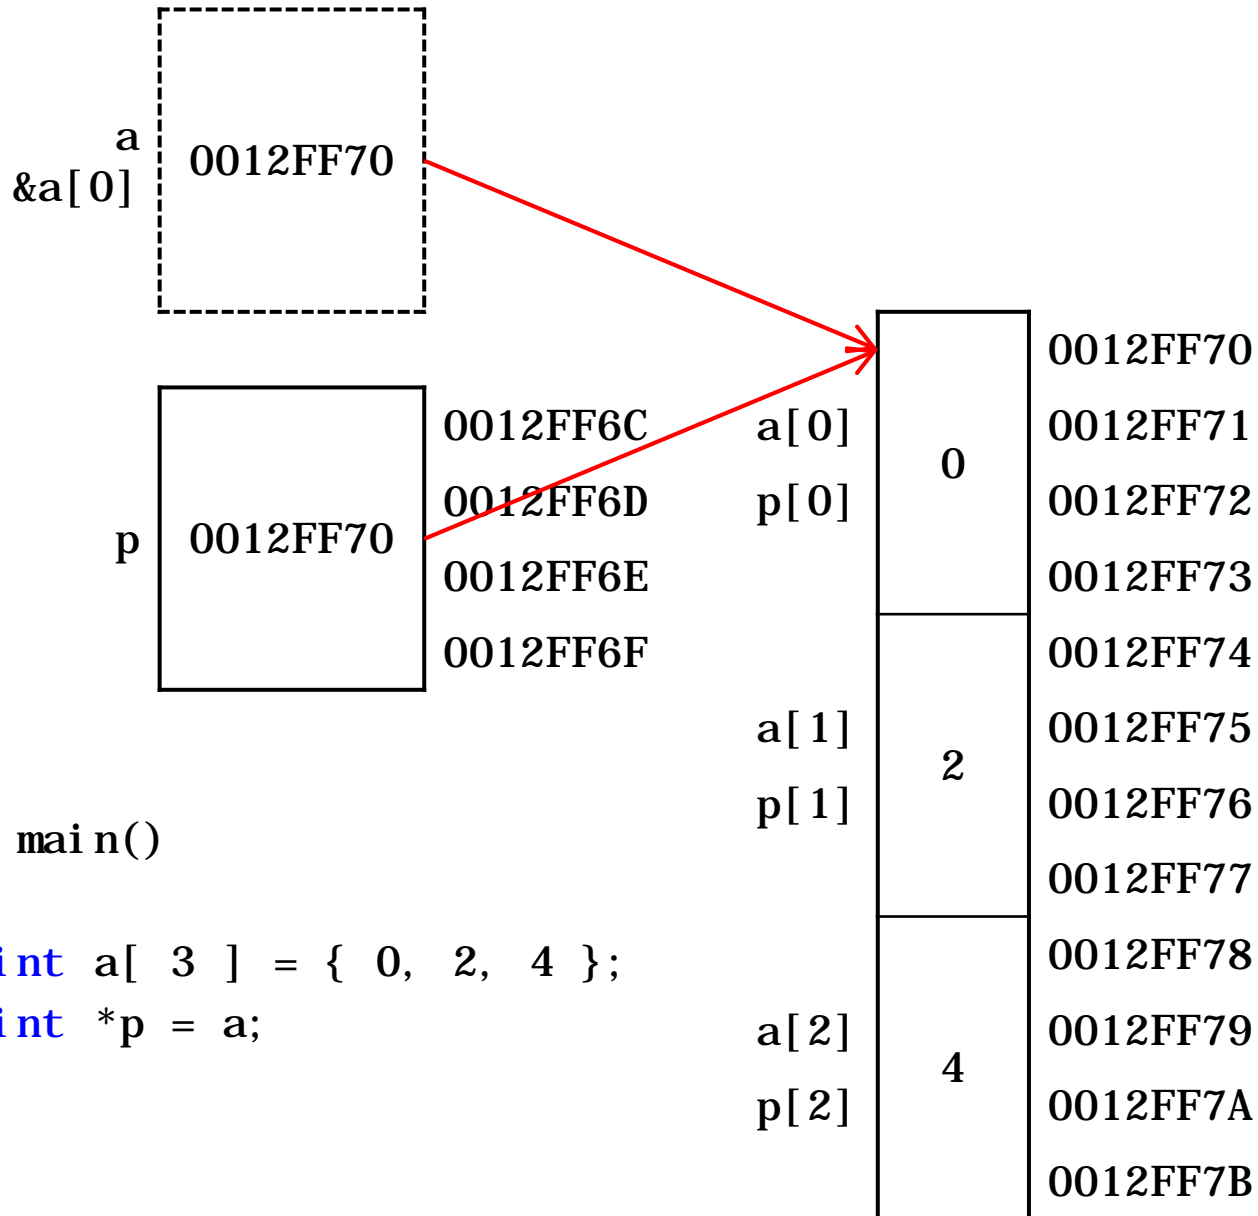 a
&a[0]
0012FF70
p
0012FF70
0012FF6C
0012FF6D
0012FF6E
0012FF6F
a[0]
p[0]
0
0012FF70
0012FF71
0012FF72
0012FF73
a[1]
p[1]
2
0012FF74
0012FF75
0012FF76
0012FF77
a[2]
p[2]
4
0012FF78
0012FF79
0012FF7A
0012FF7B
main()
int a[ 3 ] = { 0, 2, 4 };
int *p = a;